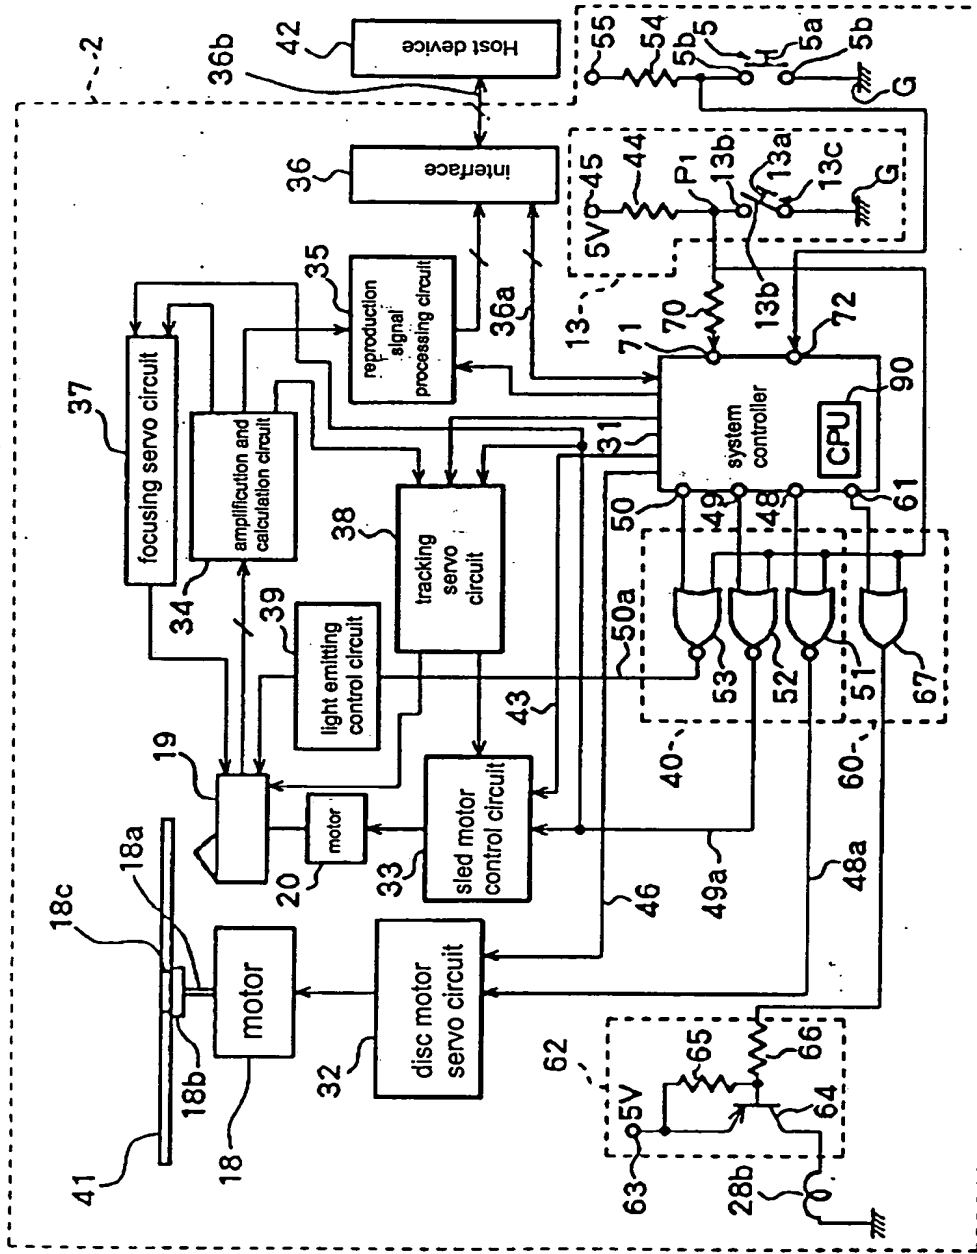 2
41
18c
18a
18b
18
motor
32
disc motor
servo circuit
19
20
motor
33
sled motor
control circuit
37
focusing servo circuit
34
amplificution and
calculation circuit
39
light emitting
control circuit
38
tracking
servo
circuit
35
reproduction
signal
processing circuit
36
interface
36b
42
Host device
36a
43
46
49a
48a
50a
31
system
controller
CPU
90
50
49
48
61
71
72
70
13
5V
45
44
P1
13b
13a
13b
13c
G
55
54
5
5b
5a
5b
G
40
53
52
51
60
67
62
5V
63
65
66
64
28b